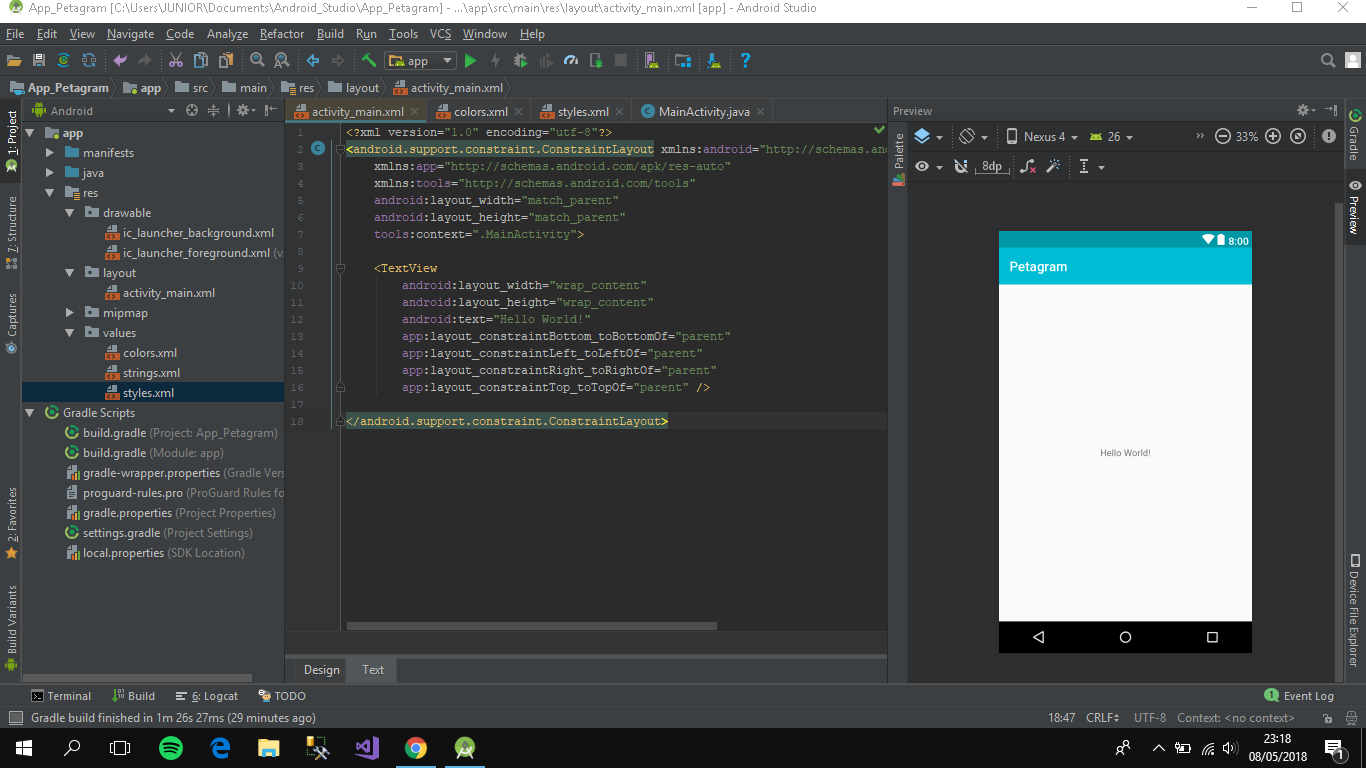 App_Petagram [C:\Users\JUNIOR\Documents\Android_Studio\App_Petagram] - ...\app\src\main\res\layout\activity_main.xml [app] - Android Studio
File Edit View Navigate Code Analyze Refactor Build Run Tools VCS Window Help
app
App_Petagram app src main res layout activity_main.xml
Android
activity_main.xml colors.xml styles.xml MainActivity.java
Preview
1: Project
7: Structure
Captures
2: Favorites
Build Variants
app
manifests
java
res
drawable
ic_launcher_background.xml
ic_launcher_foreground.xml (v
layout
activity_main.xml
mipmap
values
colors.xml
strings.xml
styles.xml
Gradle Scripts
build.gradle (Project: App_Petagram)
build.gradle (Module: app)
gradle-wrapper.properties (Gradle Vers
proguard-rules.pro (ProGuard Rules fo
gradle.properties (Project Properties)
settings.gradle (Project Settings)
local.properties (SDK Location)
1 <?xml version="1.0" encoding="utf-8"?>
2 C <android.support.constraint.ConstraintLayout xmlns:android="http://schemas.an
3 xmlns:app="http://schemas.android.com/apk/res-auto"
4 xmlns:tools="http://schemas.android.com/tools"
5 android:layout_width="match_parent"
6 android:layout_height="match_parent"
7 tools:context=".MainActivity">
8
9 <TextView
10 android:layout_width="wrap_content"
11 android:layout_height="wrap_content"
12 android:text="Hello World!"
13 app:layout_constraintBottom_toBottomOf="parent"
14 app:layout_constraintLeft_toLeftOf="parent"
15 app:layout_constraintRight_toRightOf="parent"
16 app:layout_constraintTop_toTopOf="parent" />
17
18 </android.support.constraint.ConstraintLayout>
Design Text
Palette
Nexus 4 26 » 33%
8dp
8:00
Petagram
Hello World!
Gradle
Preview
Device File Explorer
Terminal Build 6: Logcat TODO
1 Event Log
Gradle build finished in 1m 26s 27ms (29 minutes ago)
18:47 CRLF UTF-8 Context: <no context>
23:18
08/05/2018
1